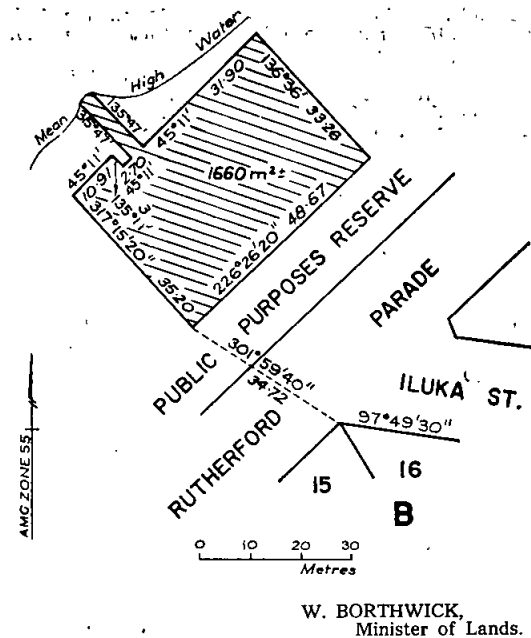 Mean High Water
135°47'
135°47'
45°11'
31·90
136°36'
33·28
45°11'
10·91
2·70
45°11'
135°11'
3
1660 m² ±
317°15'20"
35·20
226°26'20"
48·67
PUBLIC PURPOSES RESERVE
301°59'40"
34·72
RUTHERFORD PARADE
ILUKA ST.
97°49'30"
15
16
B
AMG ZONE 55
0 10 20 30
Metres
W. BORTHWICK,
Minister of Lands.